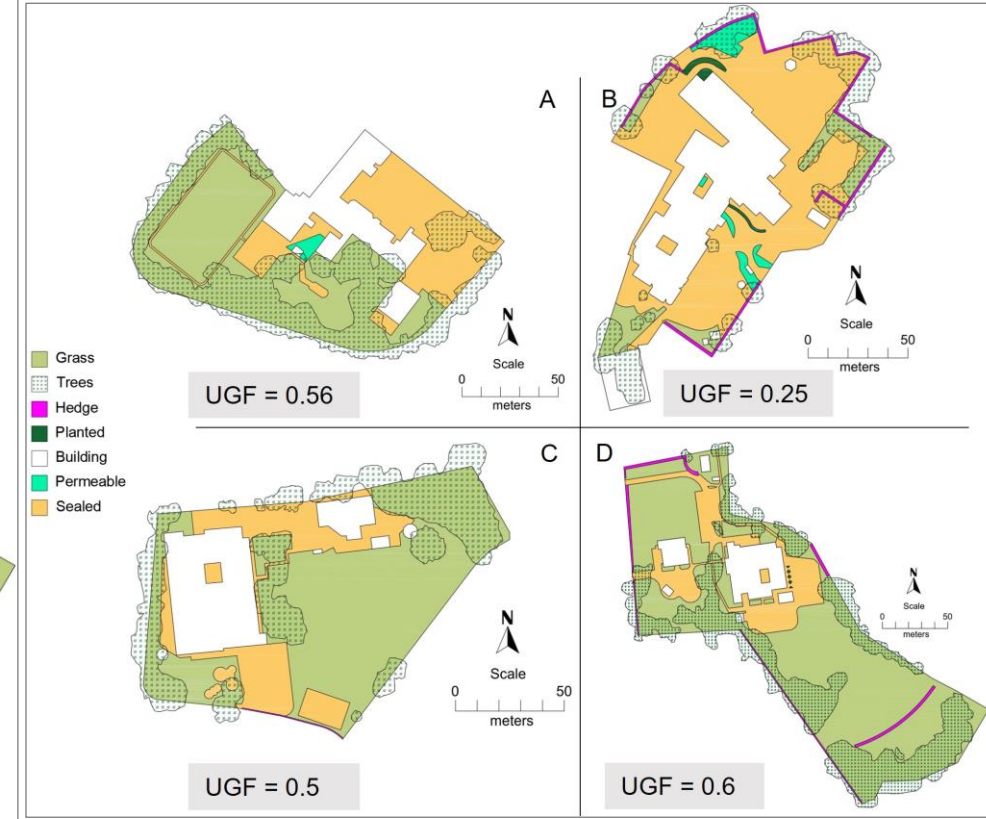 A
B
N
Scale
0 50
meters
UGF = 0.56
N
Scale
0 50
meters
UGF = 0.25
Grass
Trees
Hedge
Planted
Building
Permeable
Sealed
C
D
N
Scale
0 50
meters
UGF = 0.5
N
Scale
0 50
meters
UGF = 0.6